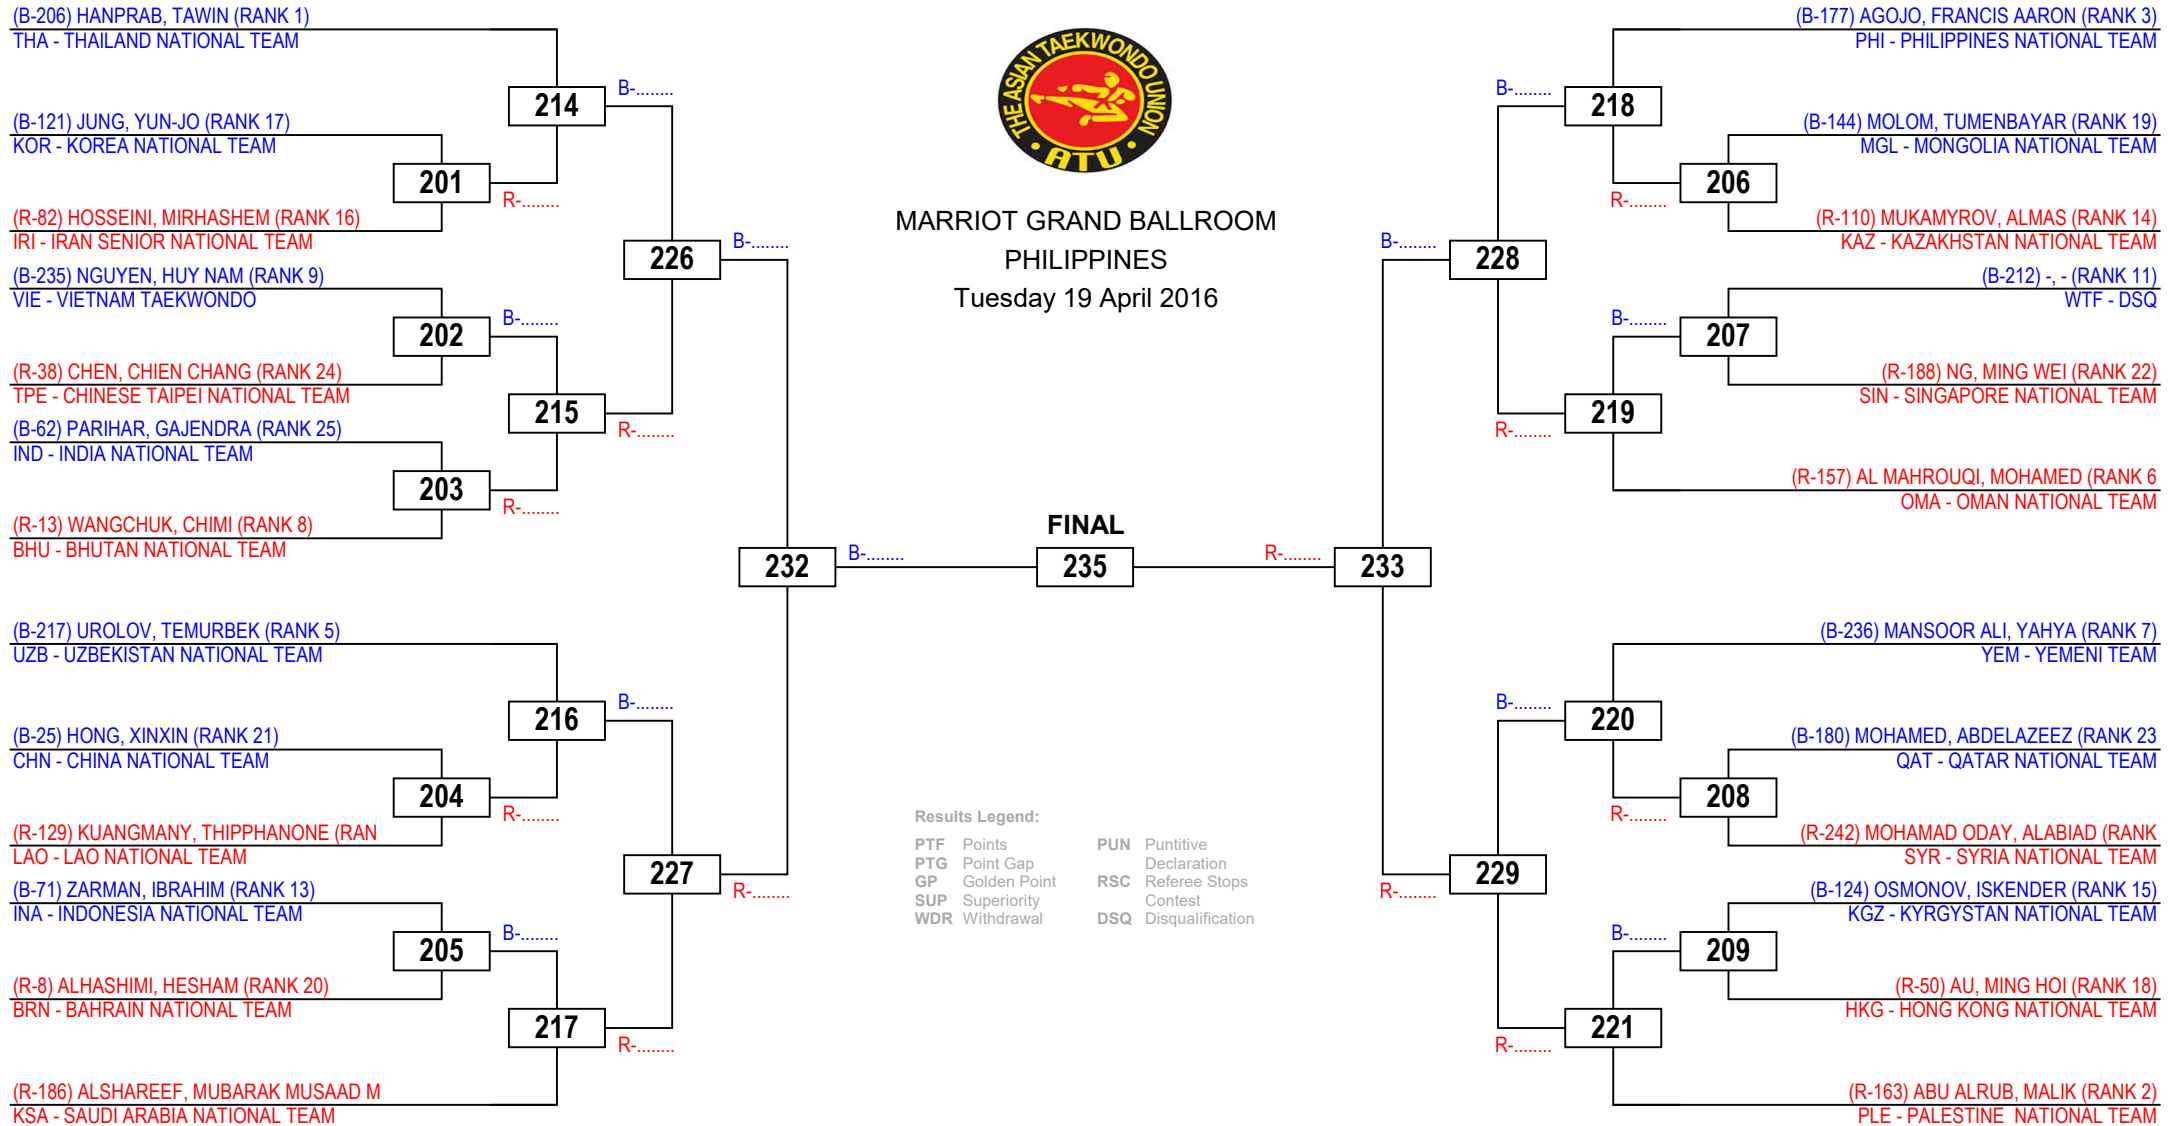 (B-206) HANPRAB, TAWIN (RANK 1)
THA - THAILAND NATIONAL TEAM
214
B-........
(B-121) JUNG, YUN-JO (RANK 17)
KOR - KOREA NATIONAL TEAM
201
R-........
(R-82) HOSSEINI, MIRHASHEM (RANK 16)
IRI - IRAN SENIOR NATIONAL TEAM
226
B-........
(B-235) NGUYEN, HUY NAM (RANK 9)
VIE - VIETNAM TAEKWONDO
202
B-........
(R-38) CHEN, CHIEN CHANG (RANK 24)
TPE - CHINESE TAIPEI NATIONAL TEAM
215
R-........
(B-62) PARIHAR, GAJENDRA (RANK 25)
IND - INDIA NATIONAL TEAM
203
R-........
(R-13) WANGCHUK, CHIMI (RANK 8)
BHU - BHUTAN NATIONAL TEAM
232
B-........
(B-217) UROLOV, TEMURBEK (RANK 5)
UZB - UZBEKISTAN NATIONAL TEAM
216
B-........
(B-25) HONG, XINXIN (RANK 21)
CHN - CHINA NATIONAL TEAM
204
R-........
(R-129) KUANGMANY, THIPPHANONE (RAN
LAO - LAO NATIONAL TEAM
227
R-........
(B-71) ZARMAN, IBRAHIM (RANK 13)
INA - INDONESIA NATIONAL TEAM
205
B-........
(R-8) ALHASHIMI, HESHAM (RANK 20)
BRN - BAHRAIN NATIONAL TEAM
217
R-........
(R-186) ALSHAREEF, MUBARAK MUSAAD M
KSA - SAUDI ARABIA NATIONAL TEAM
THE ASIAN TAEKWONDO UNION
ATU
MARRIOT GRAND BALLROOM
PHILIPPINES
Tuesday 19 April 2016
FINAL
235
Results Legend:
PTF Points
PTG Point Gap
GP Golden Point
SUP Superiority
WDR Withdrawal
PUN Puntitive
Declaration
RSC Referee Stops
Contest
DSQ Disqualification
(B-177) AGOJO, FRANCIS AARON (RANK 3)
PHI - PHILIPPINES NATIONAL TEAM
B-........
218
(B-144) MOLOM, TUMENBAYAR (RANK 19)
MGL - MONGOLIA NATIONAL TEAM
206
R-........
(R-110) MUKAMYROV, ALMAS (RANK 14)
KAZ - KAZAKHSTAN NATIONAL TEAM
B-........
228
(B-212) -, - (RANK 11)
WTF - DSQ
B-........
207
(R-188) NG, MING WEI (RANK 22)
SIN - SINGAPORE NATIONAL TEAM
219
R-........
(R-157) AL MAHROUQI, MOHAMED (RANK 6
OMA - OMAN NATIONAL TEAM
R-........
233
(B-236) MANSOOR ALI, YAHYA (RANK 7)
YEM - YEMENI TEAM
B-........
220
(B-180) MOHAMED, ABDELAZEEZ (RANK 23
QAT - QATAR NATIONAL TEAM
208
R-........
(R-242) MOHAMAD ODAY, ALABIAD (RANK
SYR - SYRIA NATIONAL TEAM
229
R-........
(B-124) OSMONOV, ISKENDER (RANK 15)
KGZ - KYRGYSTAN NATIONAL TEAM
B-........
209
(R-50) AU, MING HOI (RANK 18)
HKG - HONG KONG NATIONAL TEAM
221
R-........
(R-163) ABU ALRUB, MALIK (RANK 2)
PLE - PALESTINE  NATIONAL TEAM